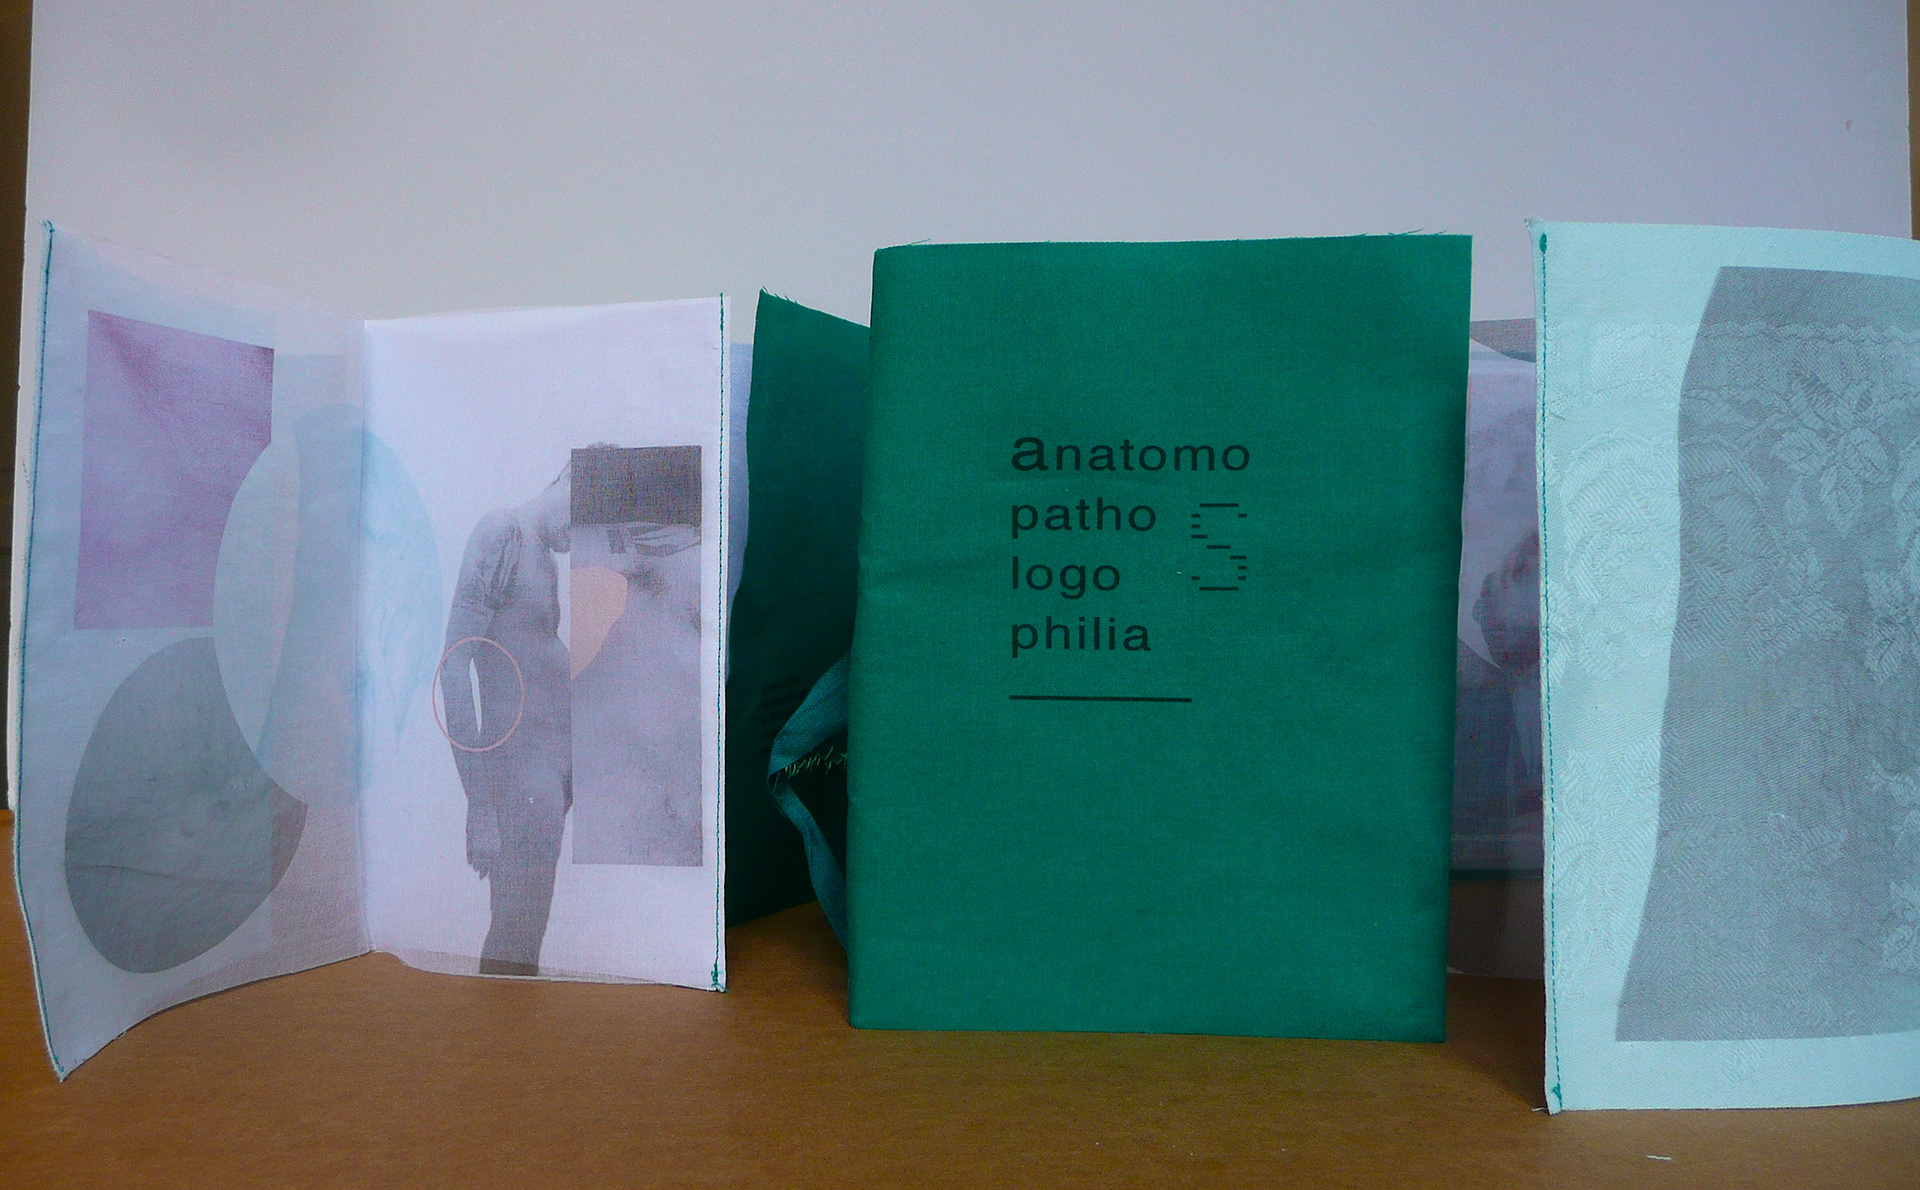 anatomo
patho S
logo
philia